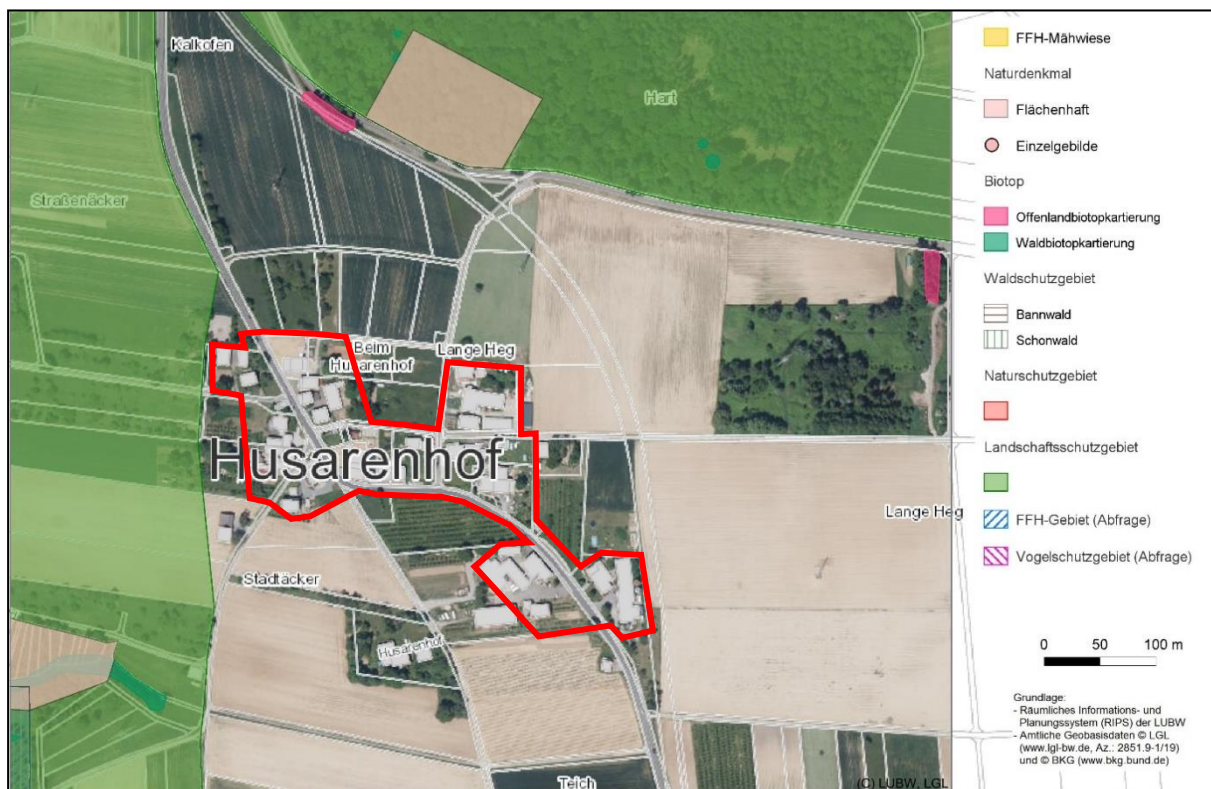 Kalkofen
Hart
Straßenäcker
Beim
Husarenhof
Lange Heg
Husarenhof
Lange Heg
Stadtäcker
Husarenhof
Teich
(C) LUBW, LGL
FFH-Mähwiese
Naturdenkmal
Flächenhaft
Einzelgebilde
Biotop
Offenlandbiotopkartierung
Waldbiotopkartierung
Waldschutzgebiet
Bannwald
Schonwald
Naturschutzgebiet
Landschaftsschutzgebiet
FFH-Gebiet (Abfrage)
Vogelschutzgebiet (Abfrage)
0 50 100 m
Grundlage:
- Räumliches Informations- und
Planungssystem (RIPS) der LUBW
- Amtliche Geobasisdaten © LGL
(www.lgl-bw.de, Az.: 2851.9-1/19)
und © BKG (www.bkg.bund.de)